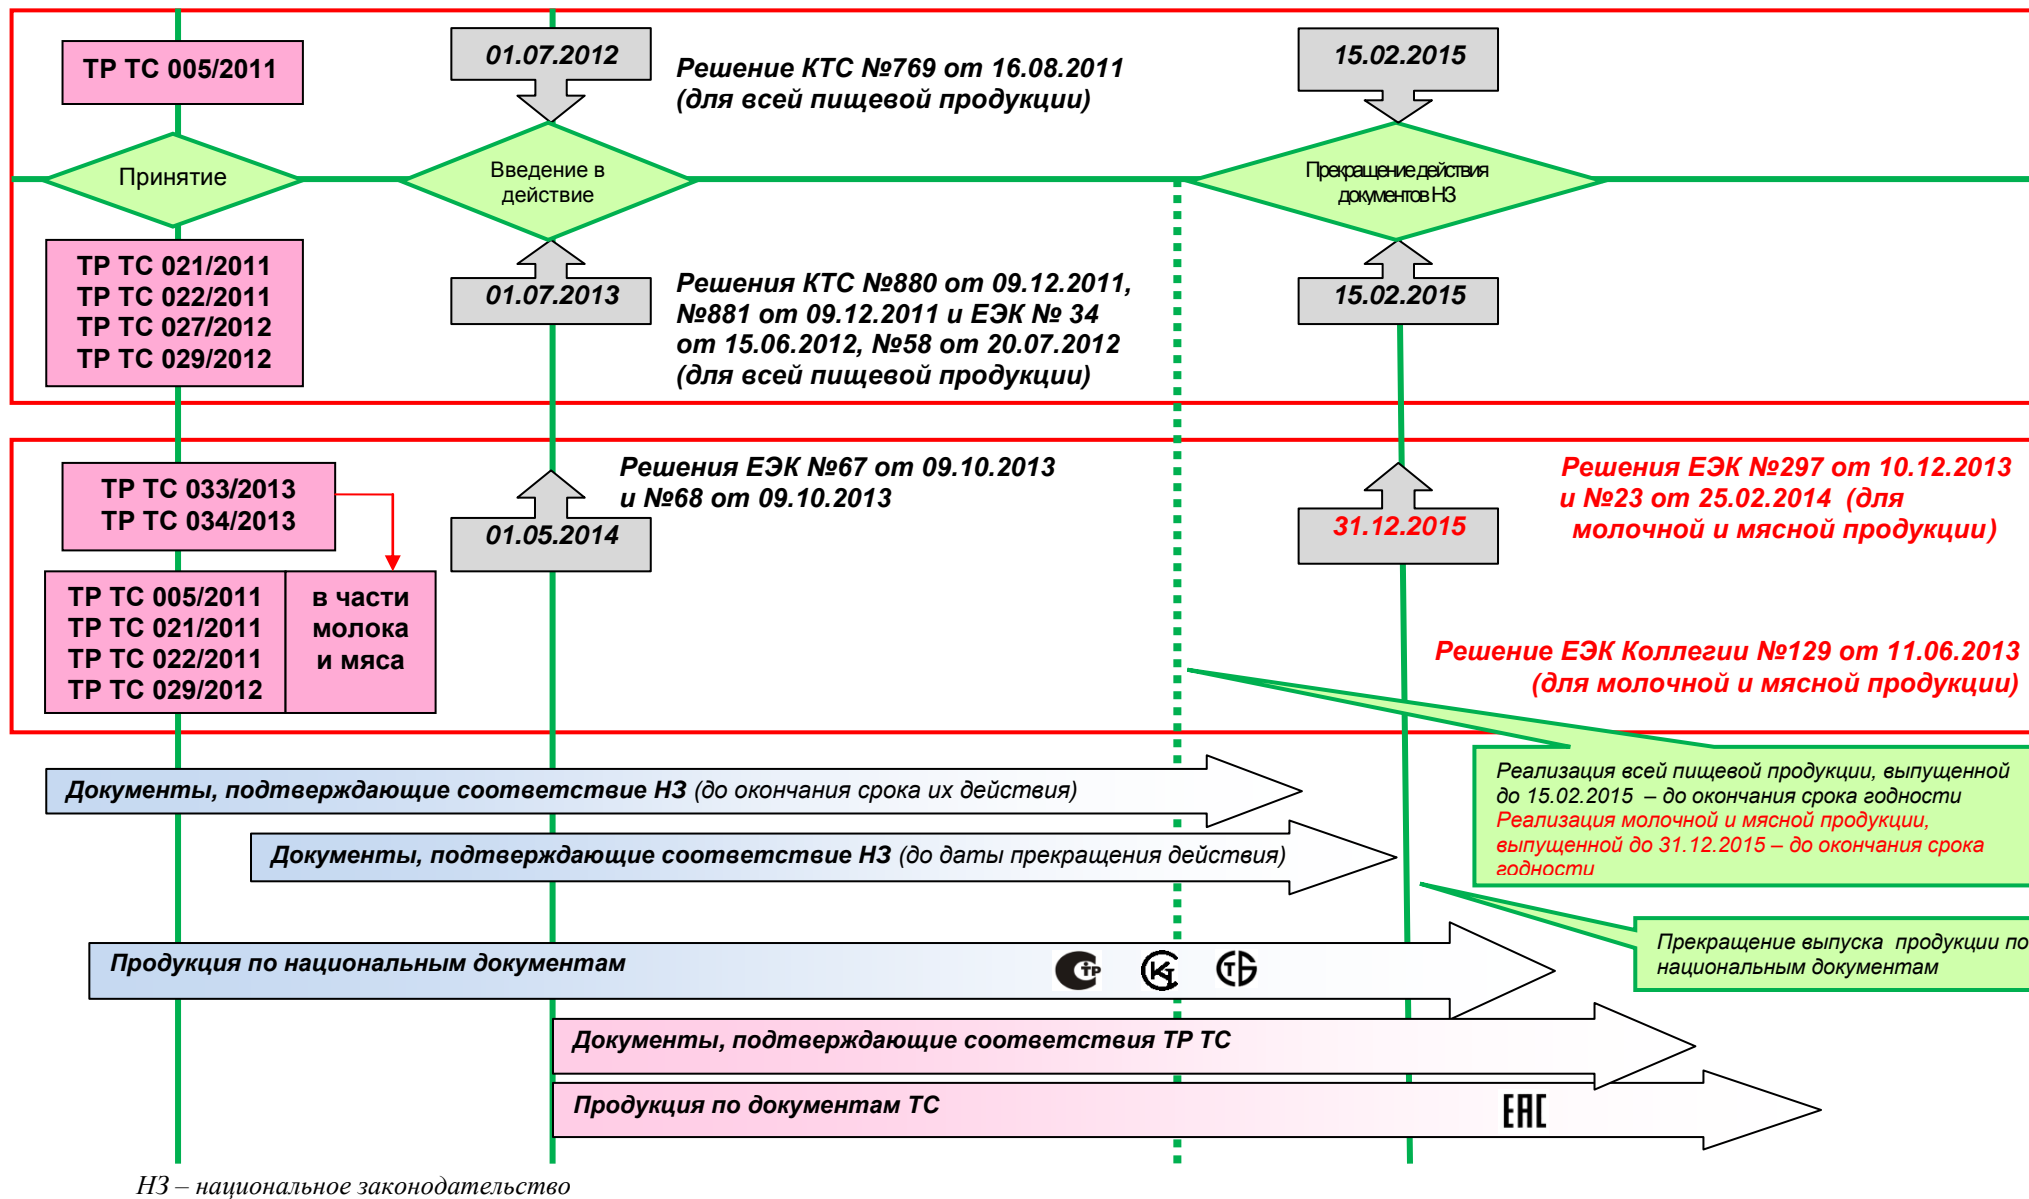 ТР ТС 005/2011
01.07.2012
Решение КТС №769 от 16.08.2011
(для всей пищевой продукции)
15.02.2015
Принятие
Введение в
действие
Прекращение действия
документов НЗ
ТР ТС 021/2011
ТР ТС 022/2011
ТР ТС 027/2012
ТР ТС 029/2012
01.07.2013
Решения КТС №880 от 09.12.2011,
№881 от 09.12.2011 и ЕЭК № 34
от 15.06.2012, №58 от 20.07.2012
(для всей пищевой продукции)
15.02.2015
ТР ТС 033/2013
ТР ТС 034/2013
01.05.2014
Решения ЕЭК №67 от 09.10.2013
и №68 от 09.10.2013
31.12.2015
Решения ЕЭК №297 от 10.12.2013
и №23 от 25.02.2014 (для
молочной и мясной продукции)
ТР ТС 005/2011
ТР ТС 021/2011
ТР ТС 022/2011
ТР ТС 029/2012
в части
молока
и мяса
Решение ЕЭК Коллегии №129 от 11.06.2013
(для молочной и мясной продукции)
Документы, подтверждающие соответствие НЗ (до окончания срока их действия)
Реализация всей пищевой продукции, выпущенной
до 15.02.2015 – до окончания срока годности
Реализация молочной и мясной продукции,
выпущенной до 31.12.2015 – до окончания срока
годности
Документы, подтверждающие соответствие НЗ (до даты прекращения действия)
Прекращение выпуска продукции по
национальным документам
Продукция по национальным документам
Документы, подтверждающие соответствия ТР ТС
Продукция по документам ТС
EAC
НЗ – национальное законодательство